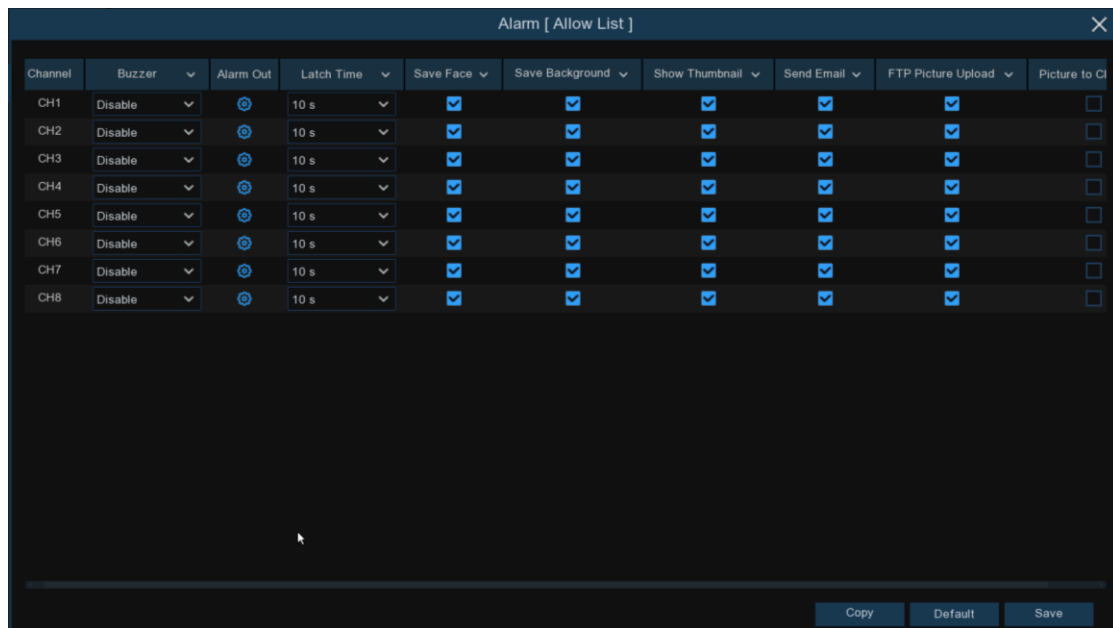 Alarm [ Allow List ]
Channel Buzzer Alarm Out Latch Time Save Face Save Background Show Thumbnail Send Email FTP Picture Upload Picture to
CH1 Disable 10 s
CH2 Disable 10 s
CH3 Disable 10 s
CH4 Disable 10 s
CH5 Disable 10 s
CH6 Disable 10 s
CH7 Disable 10 s
CH8 Disable 10 s
Copy Default Save